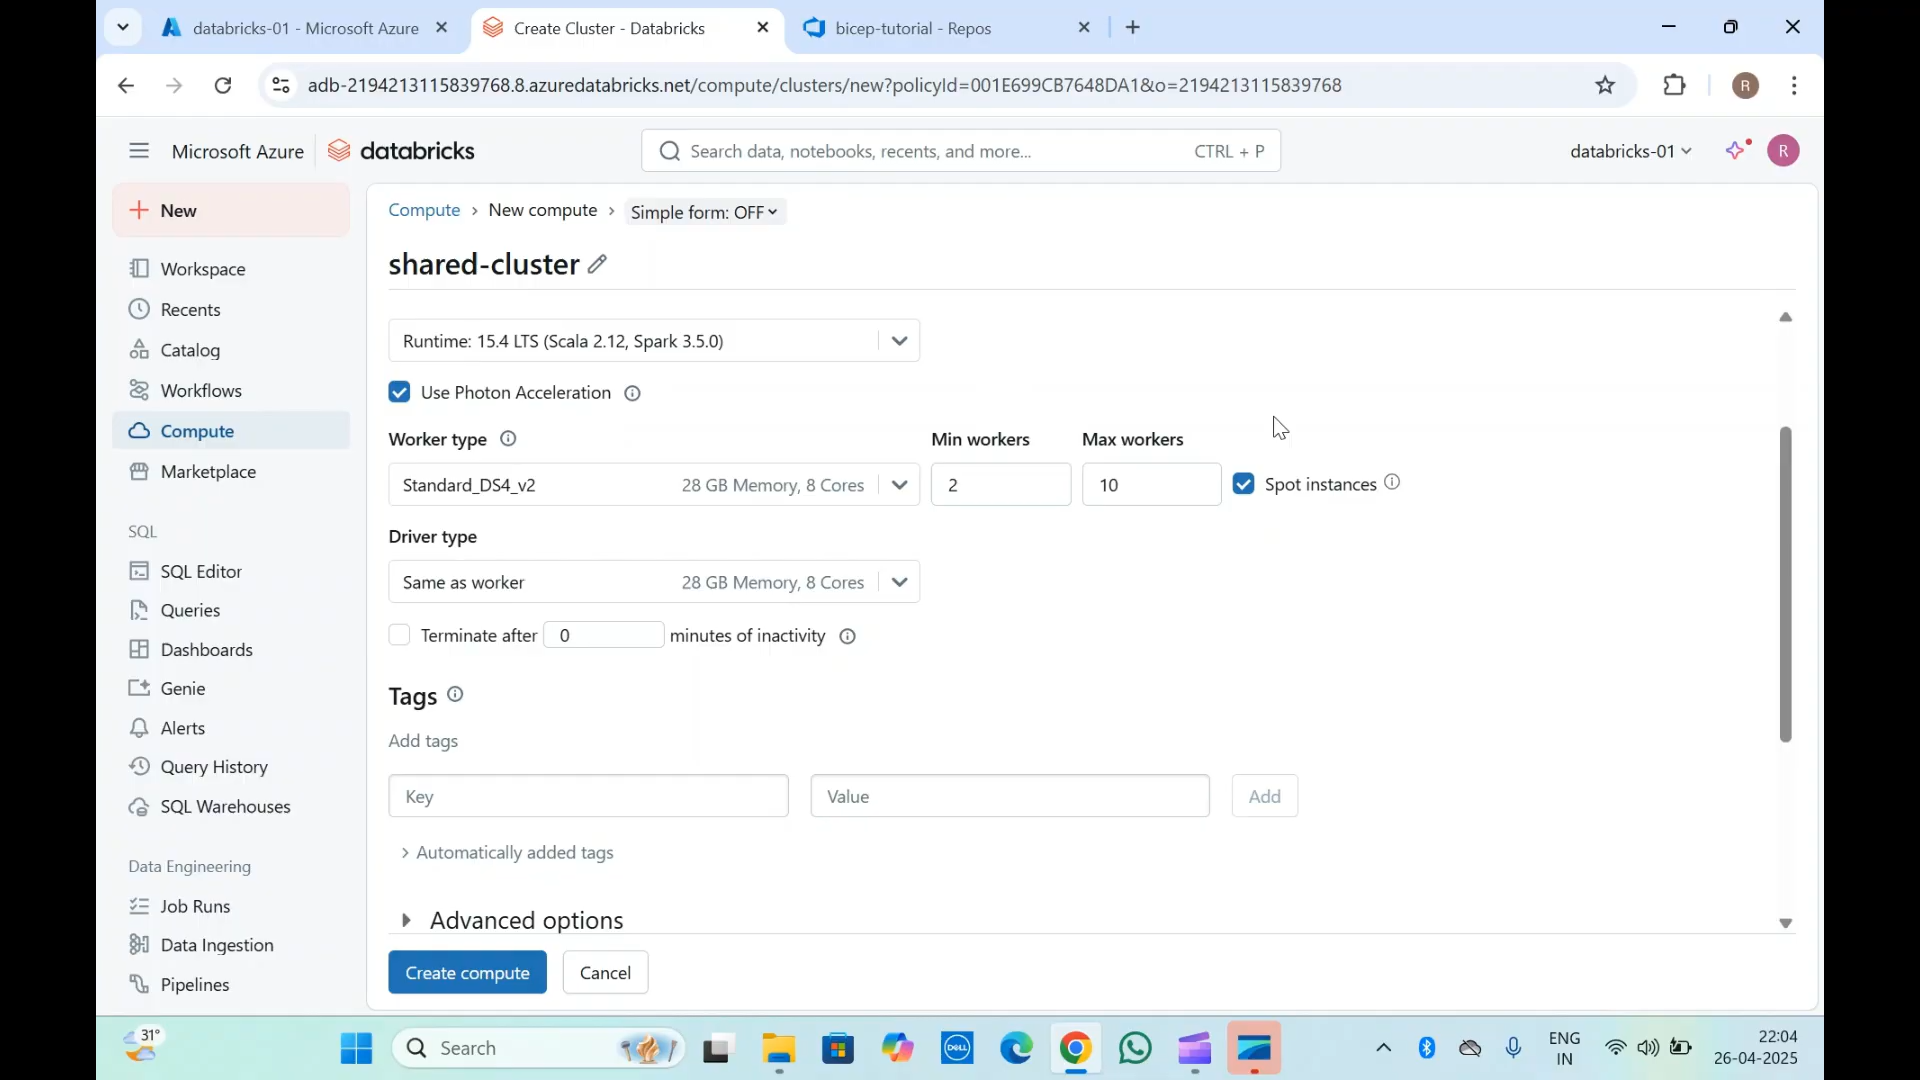 databricks-01 - Microsoft Azure
Create Cluster - Databricks
bicep-tutorial - Repos
adb-2194213115839768.8.azuredatabricks.net/compute/clusters/new?policyId=001E699CB7648DA1&o=2194213115839768
R
Microsoft Azure
databricks
Search data, notebooks, recents, and more...
CTRL + P
databricks-01
R
New
Workspace
Recents
Catalog
Workflows
Compute
Marketplace
SQL
SQL Editor
Queries
Dashboards
Genie
Alerts
Query History
SQL Warehouses
Data Engineering
Job Runs
Data Ingestion
Pipelines
Compute › New compute › Simple form: OFF
shared-cluster
Runtime: 15.4 LTS (Scala 2.12, Spark 3.5.0)
Use Photon Acceleration
Worker type Min workers Max workers
Standard_DS4_v2 28 GB Memory, 8 Cores 2 10 Spot instances
Driver type
Same as worker 28 GB Memory, 8 Cores
Terminate after 0 minutes of inactivity
Tags
Add tags
Key Value Add
Automatically added tags
Advanced options
Create compute Cancel
31°
Search
DELL
ENG
IN
22:04
26-04-2025